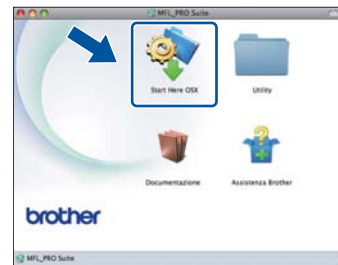 MFL_PRO Suite
Start Here OSX
Utility
Documentazione
Assistenza Brother
brother
MFL_PRO Suite